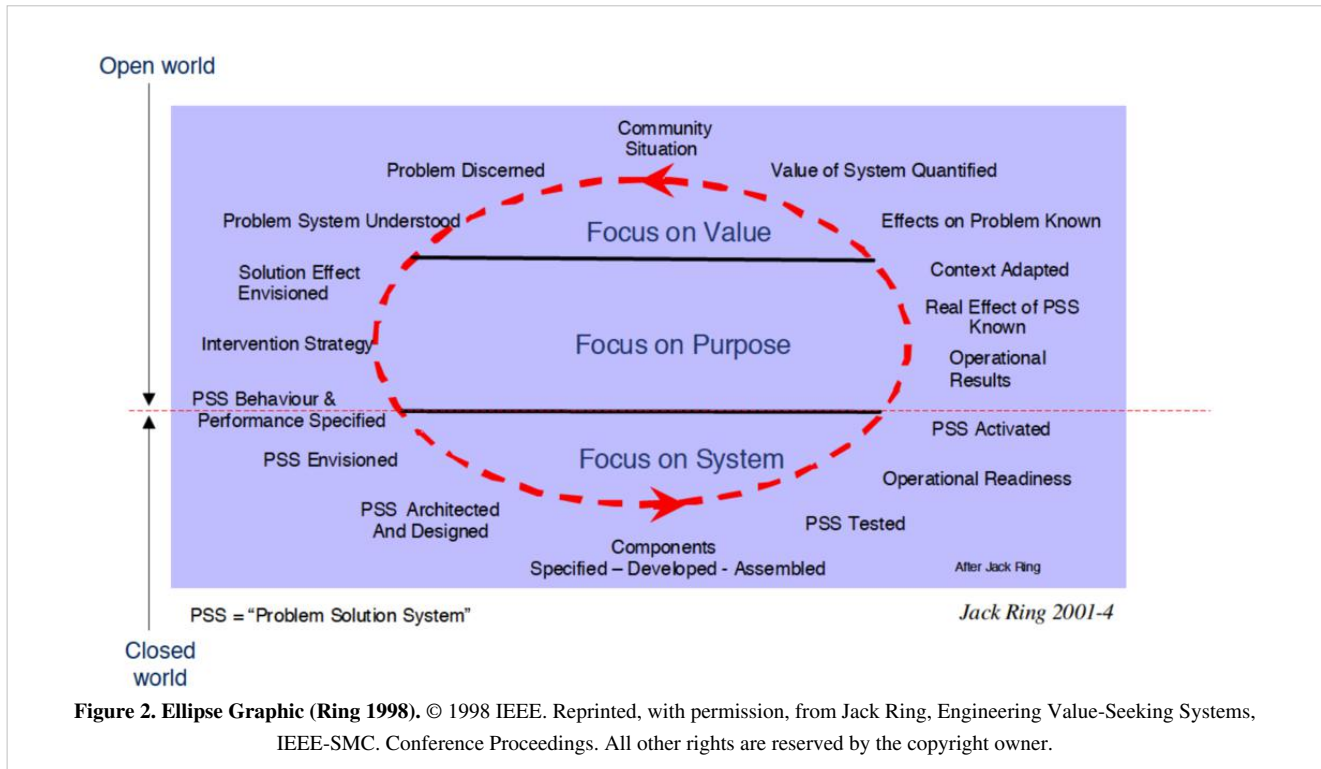 Open world
Community
Situation
Problem Discerned
Value of System Quantified
Problem System Understood
Focus on Value
Effects on Problem Known
Solution Effect
Envisioned
Context Adapted
Real Effect of PSS
Known
Intervention Strategy
Focus on Purpose
Operational
Results
PSS Behaviour &
Performance Specified
PSS Activated
PSS Envisioned
Focus on System
Operational Readiness
PSS Architected
And Designed
PSS Tested
Components
Specified – Developed - Assembled
After Jack Ring
PSS = “Problem Solution System”
Jack Ring 2001-4
Closed
world
Figure 2. Ellipse Graphic (Ring 1998). © 1998 IEEE. Reprinted, with permission, from Jack Ring, Engineering Value-Seeking Systems,
IEEE-SMC. Conference Proceedings. All other rights are reserved by the copyright owner.